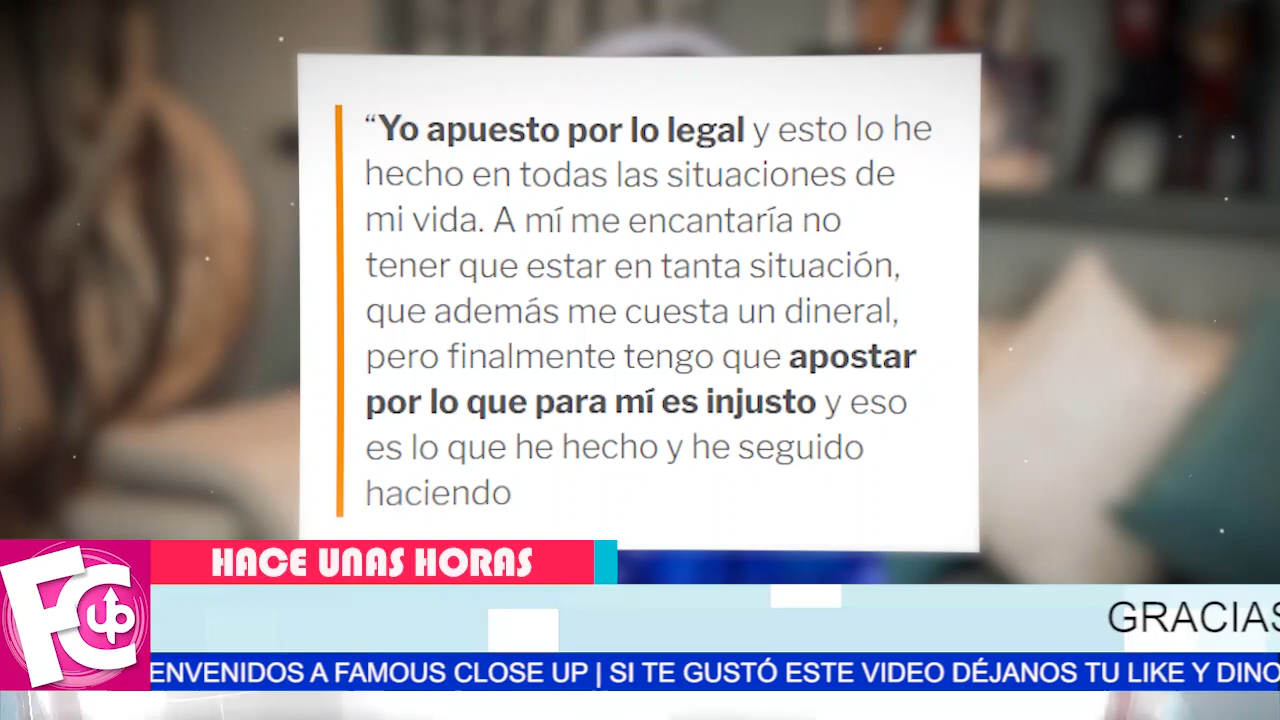 “Yo apuesto por lo legal y esto lo he
hecho en todas las situaciones de
mi vida. A mí me encantaría no
tener que estar en tanta situación,
que además me cuesta un dineral,
pero finalmente tengo que apostar
por lo que para mí es injusto y eso
es lo que he hecho y he seguido
haciendo
HACE UNAS HORAS
FC up
GRACIAS
ENVENIDOS A FAMOUS CLOSE UP | SI TE GUSTÓ ESTE VIDEO DÉJANOS TU LIKE Y DINO